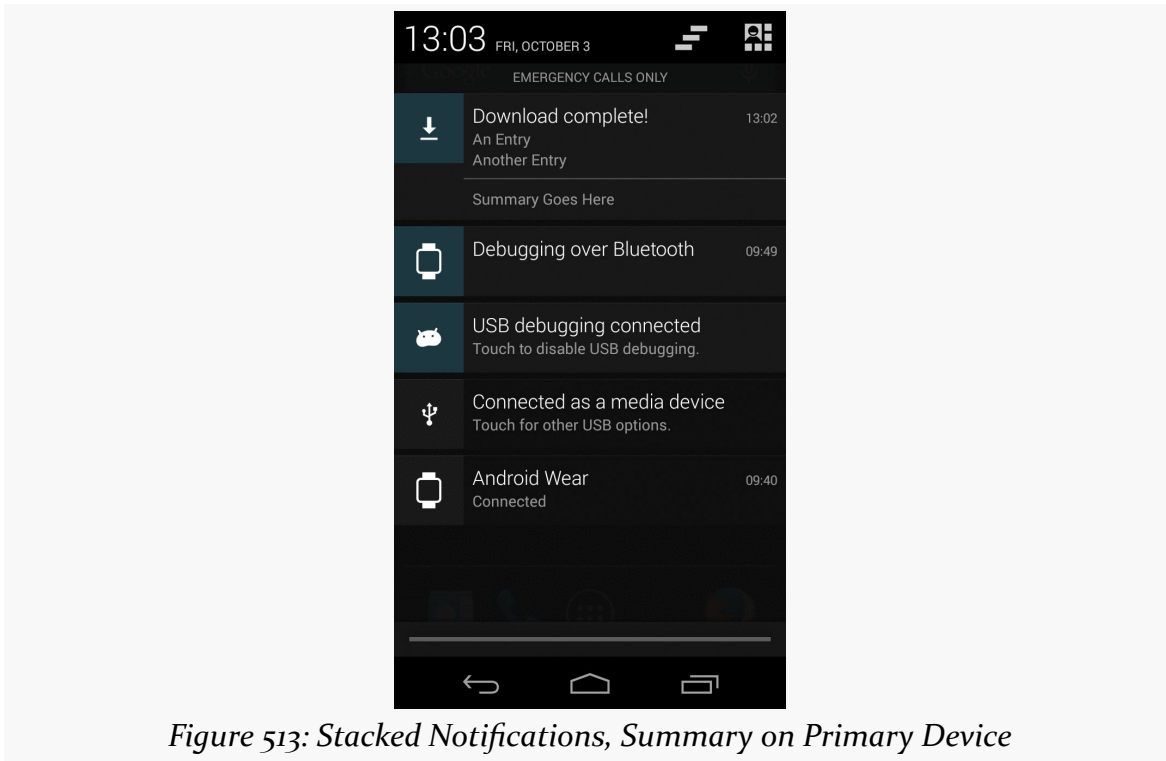 13:03 FRI, OCTOBER 3
EMERGENCY CALLS ONLY
Download complete! 13:02
An Entry
Another Entry
Summary Goes Here
Debugging over Bluetooth 09:49
USB debugging connected
Touch to disable USB debugging.
Connected as a media device
Touch for other USB options.
Android Wear 09:40
Connected
Figure 513: Stacked Notifications, Summary on Primary Device